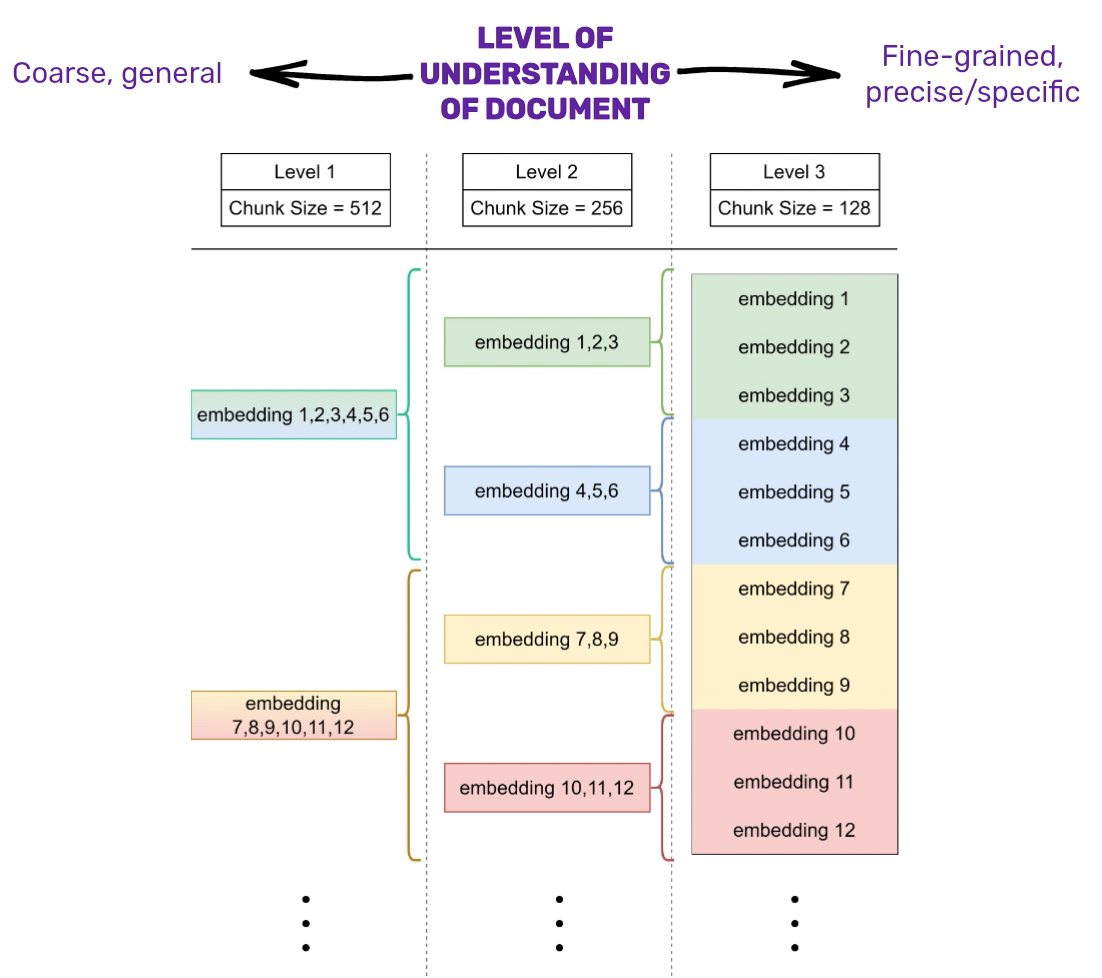 LEVEL OF
UNDERSTANDING
OF DOCUMENT
Coarse, general
Fine-grained,
precise/specific
Level 1
Chunk Size = 512
Level 2
Chunk Size = 256
Level 3
Chunk Size = 128
embedding 1,2,3,4,5,6
embedding
7,8,9,10,11,12
embedding 1,2,3
embedding 4,5,6
embedding 7,8,9
embedding 10,11,12
embedding 1
embedding 2
embedding 3
embedding 4
embedding 5
embedding 6
embedding 7
embedding 8
embedding 9
embedding 10
embedding 11
embedding 12